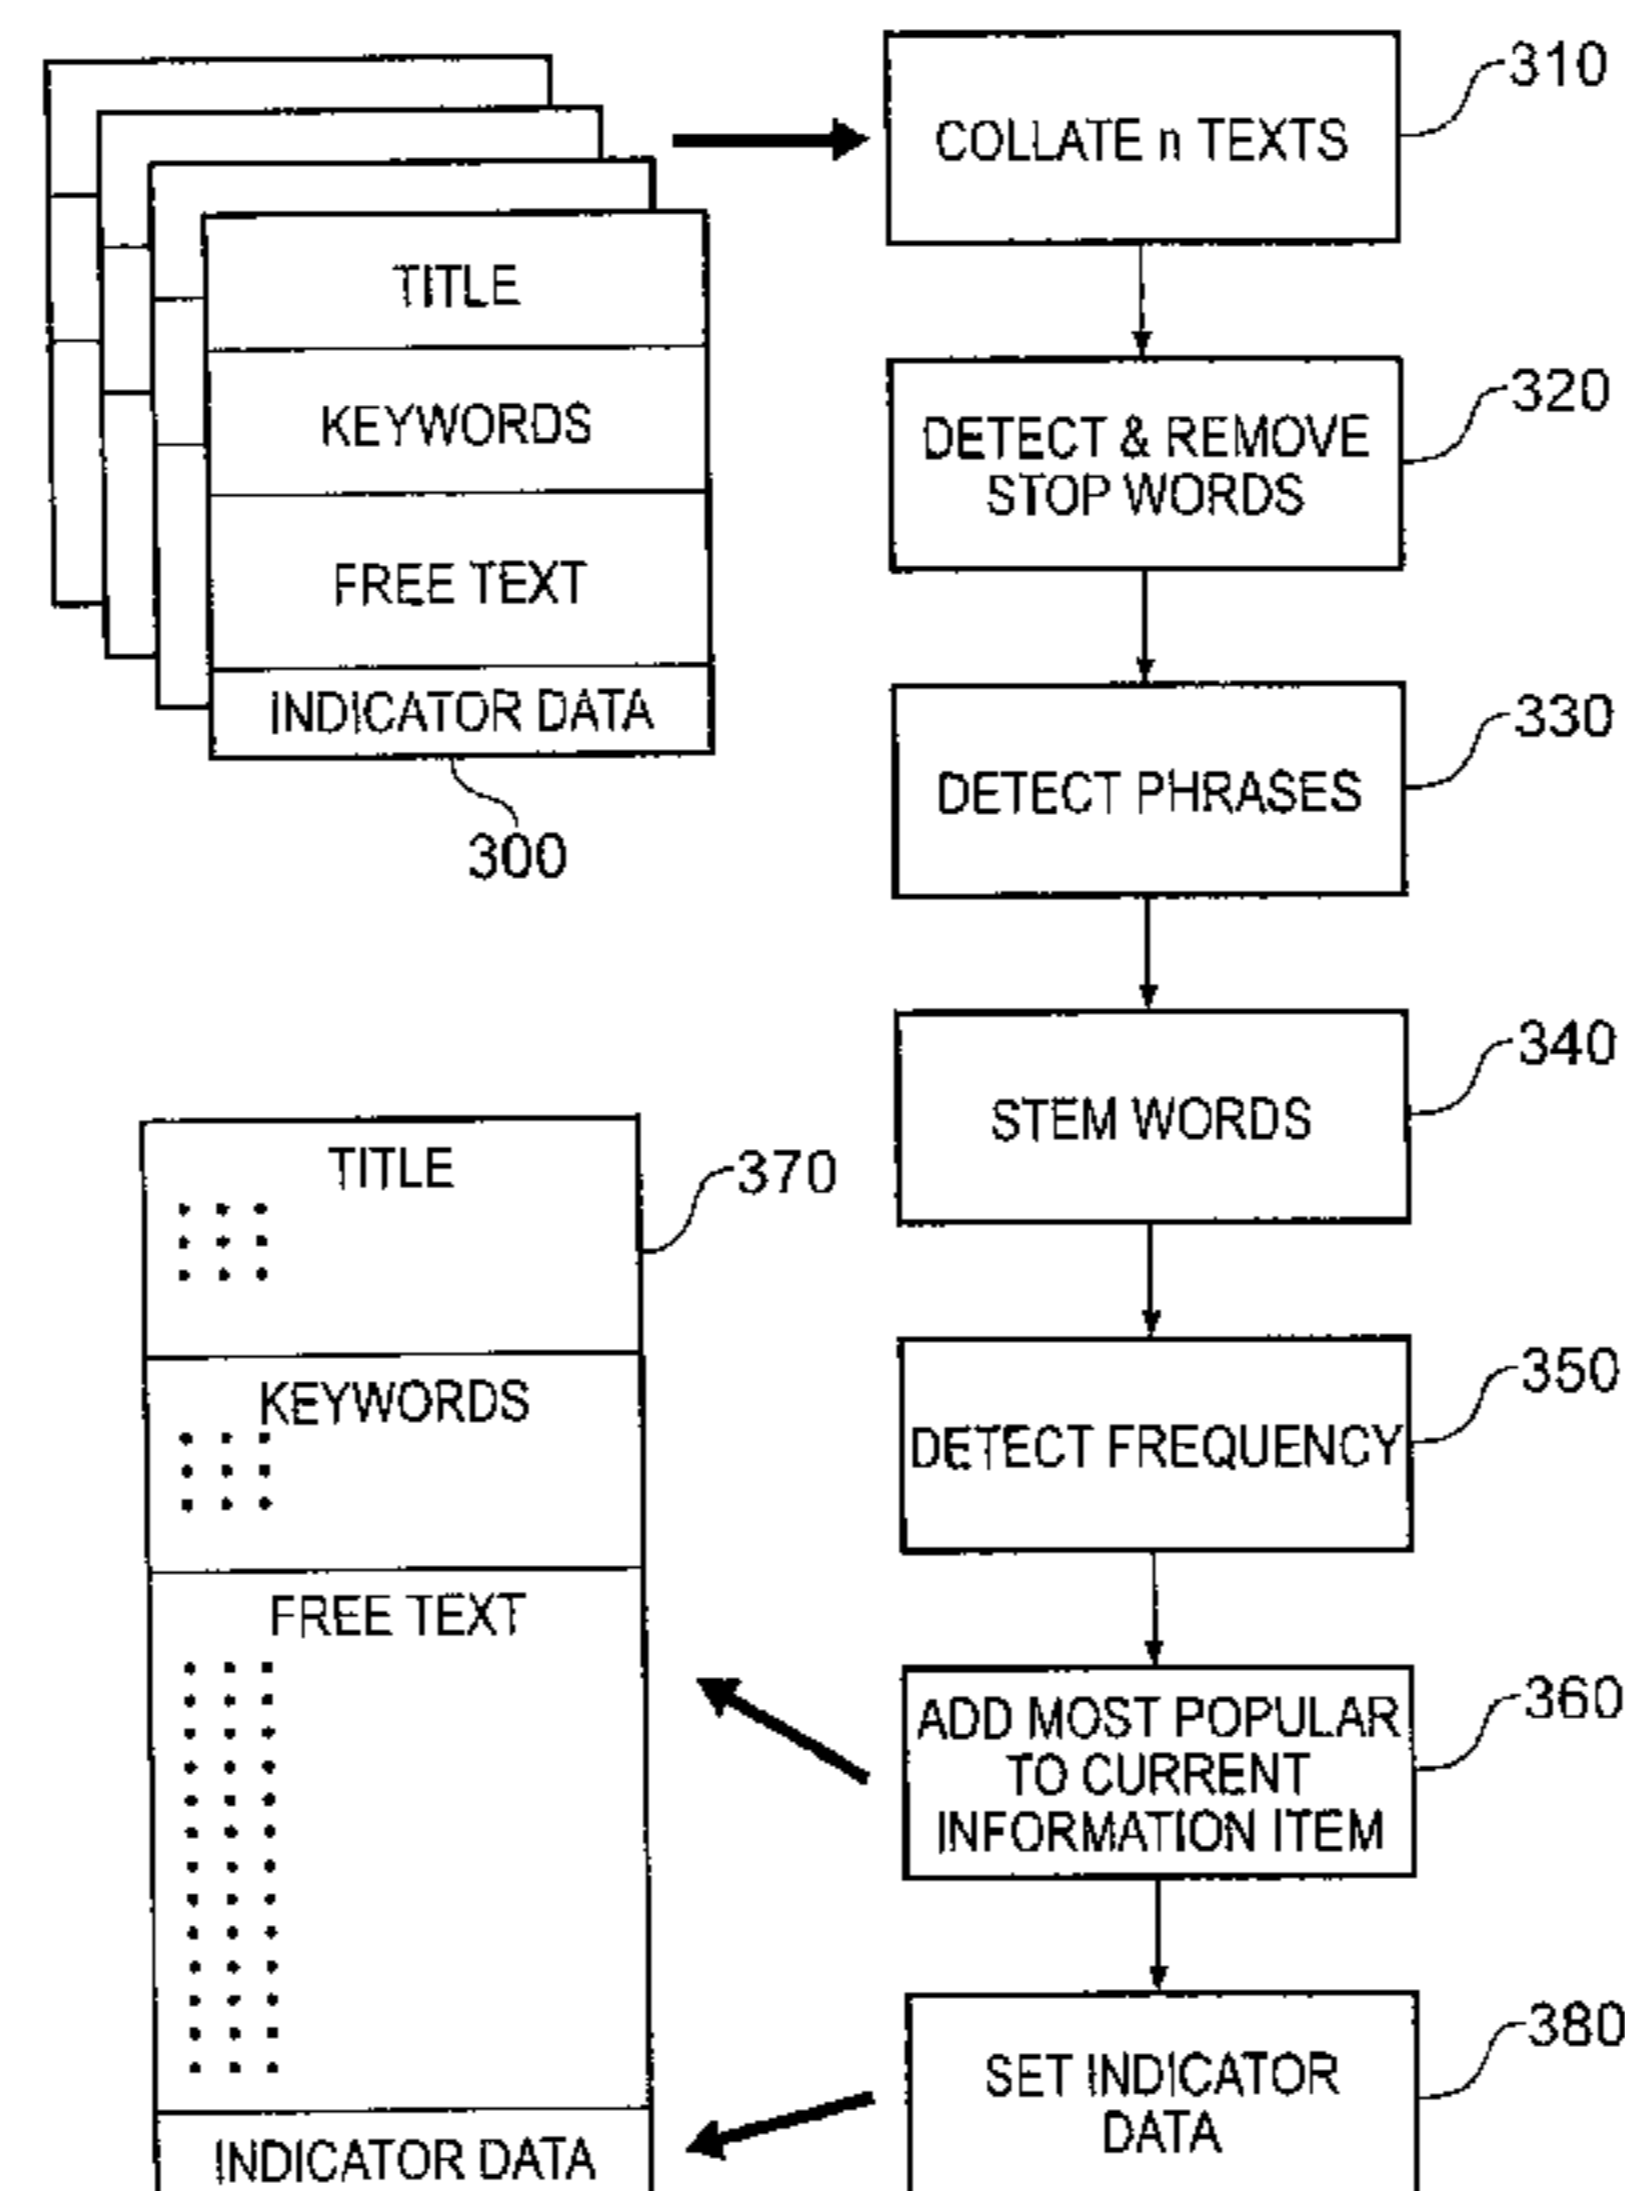 310
COLLATE n TEXTS
TITLE
KEYWORDS
FREE TEXT
INDICATOR DATA
300
320
DETECT & REMOVE
STOP WORDS
330
DETECT PHRASES
340
STEM WORDS
350
DETECT FREQUENCY
360
ADD MOST POPULAR
TO CURRENT
INFORMATION ITEM
380
SET INDICATOR
DATA
370
TITLE
KEYWORDS
FREE TEXT
INDICATOR DATA